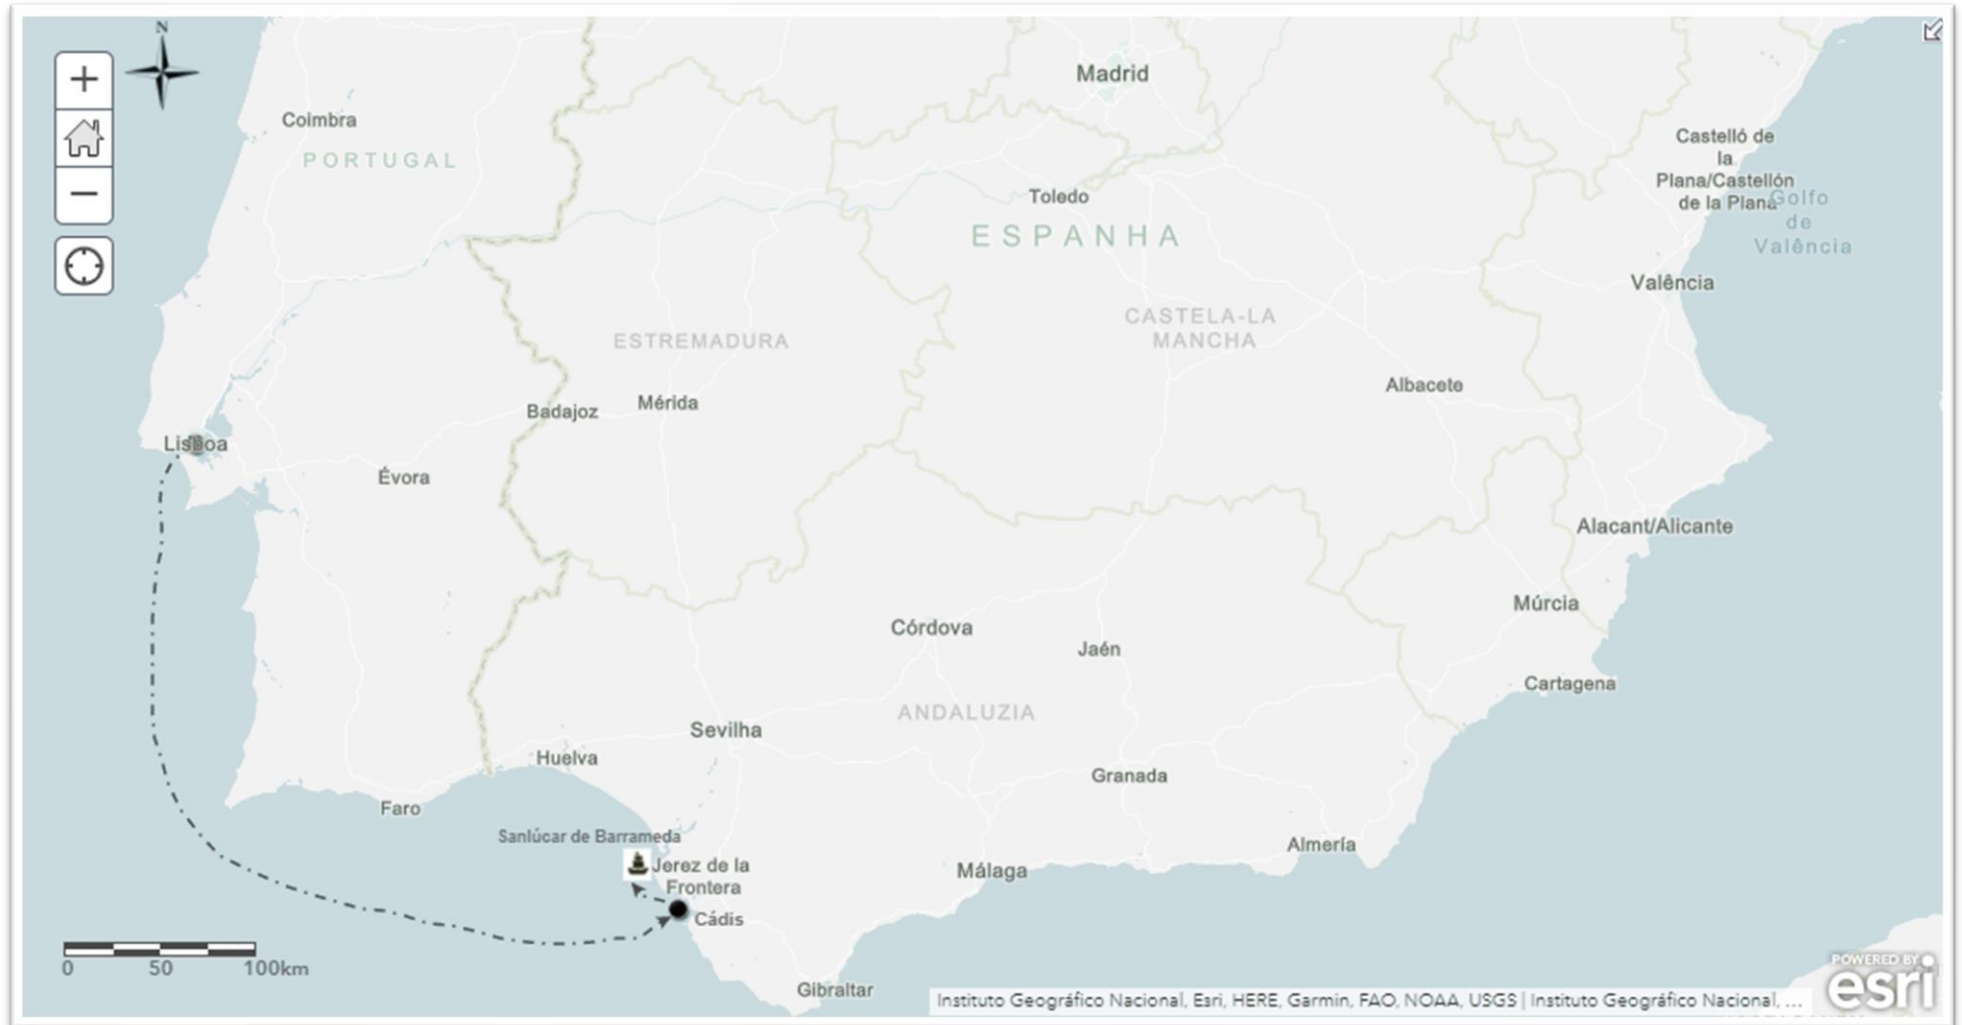 N
+
−
Madrid
Coimbra
PORTUGAL
Castelló de
la
Plana/Castellón
de la Plana
Golfo
de
València
Toledo
ESPANHA
Valência
CASTELA-LA
MANCHA
ESTREMADURA
Albacete
Badajoz
Mérida
Lisboa
Évora
Alacant/Alicante
Múrcia
Córdova
Jaén
Cartagena
ANDALUZIA
Sevilha
Huelva
Granada
Faro
Sanlúcar de Barrameda
Almería
Jerez de la
Frontera
Málaga
Cádis
0 50 100km
Gibraltar
POWERED BY
esri
Instituto Geográfico Nacional, Esri, HERE, Garmin, FAO, NOAA, USGS | Instituto Geográfico Nacional, ...